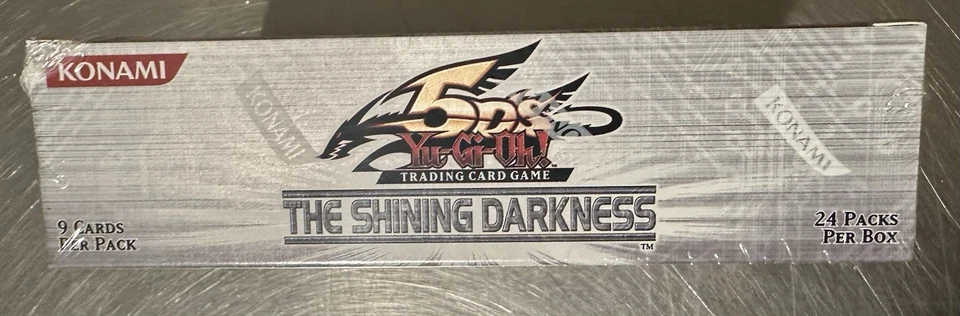 KONAMI
5D's
Yu-Gi-Oh!
TRADING CARD GAME
THE SHINING DARKNESS
TM
9 CARDS
PER PACK
24 PACKS
PER BOX
KONAMI
KONAMI